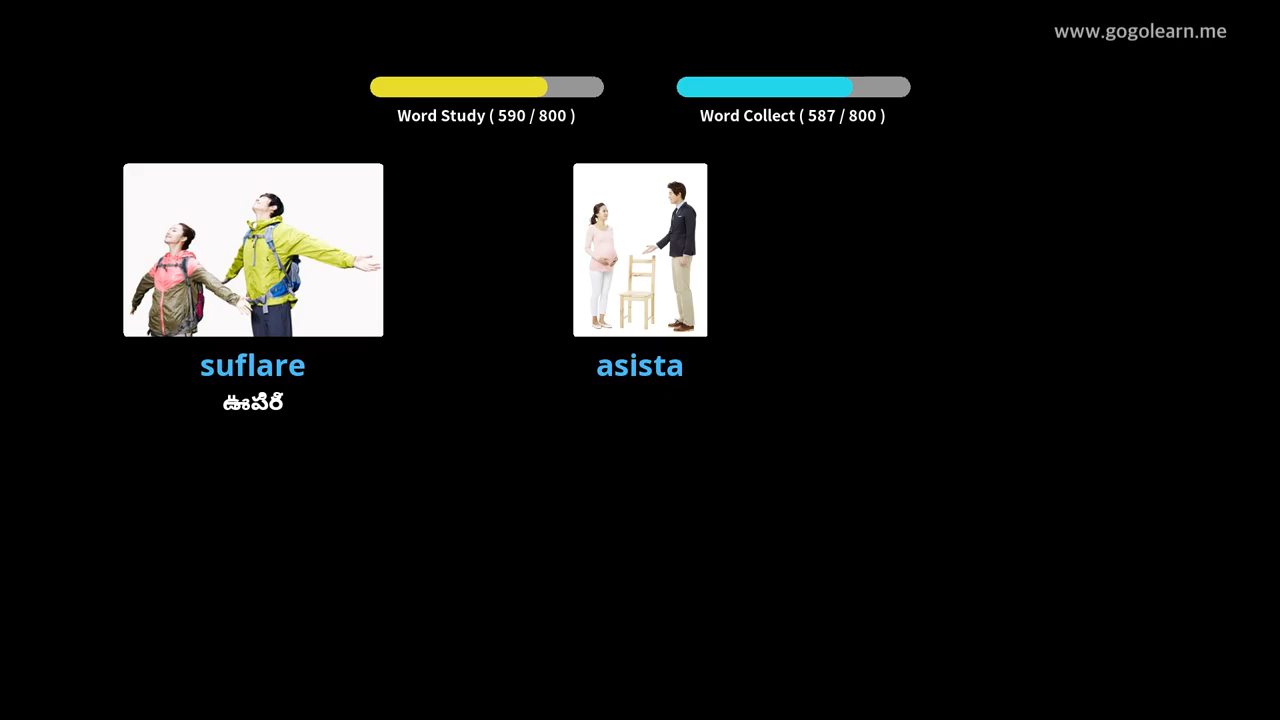 www.gogolearn.me
Word Study ( 590 / 800 )
Word Collect ( 587 / 800 )
suflare
asista
ఊపిరి